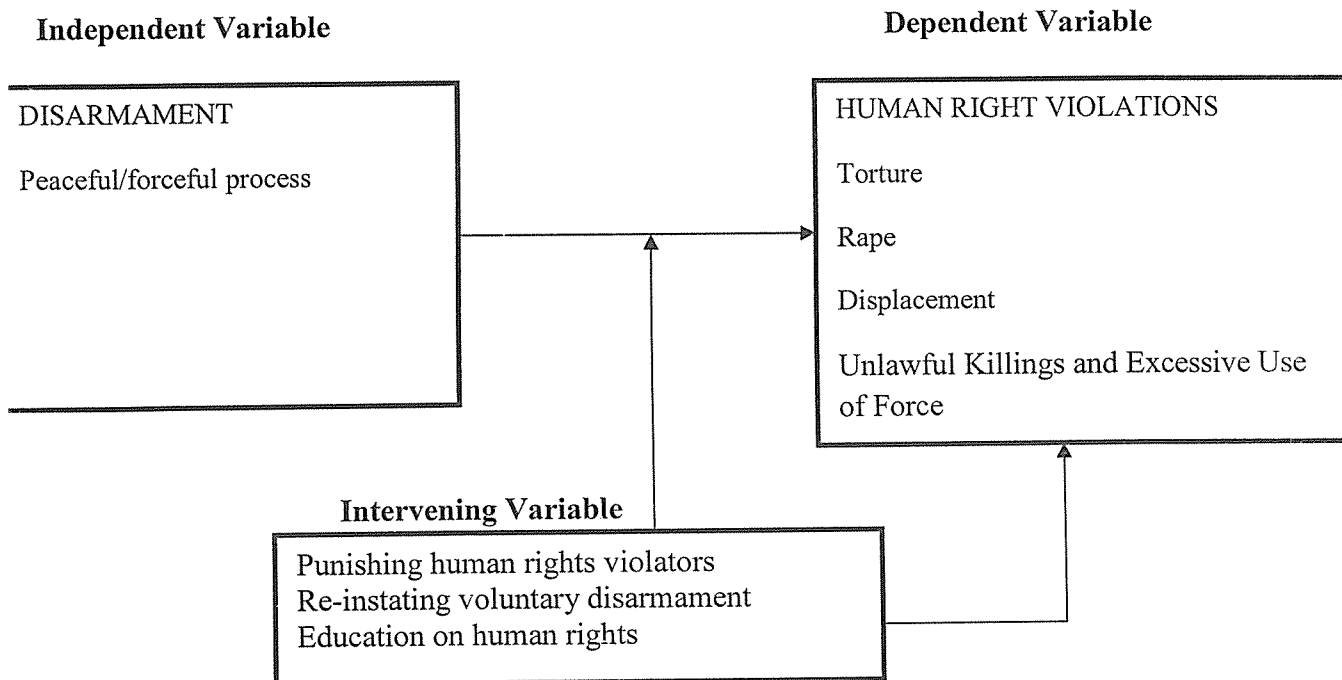 Independent Variable
Dependent Variable
DISARMAMENT
Peaceful/forceful process
HUMAN RIGHT VIOLATIONS
Torture
Rape
Displacement
Unlawful Killings and Excessive Use
of Force
Intervening Variable
Punishing human rights violators
Re-instating voluntary disarmament
Education on human rights